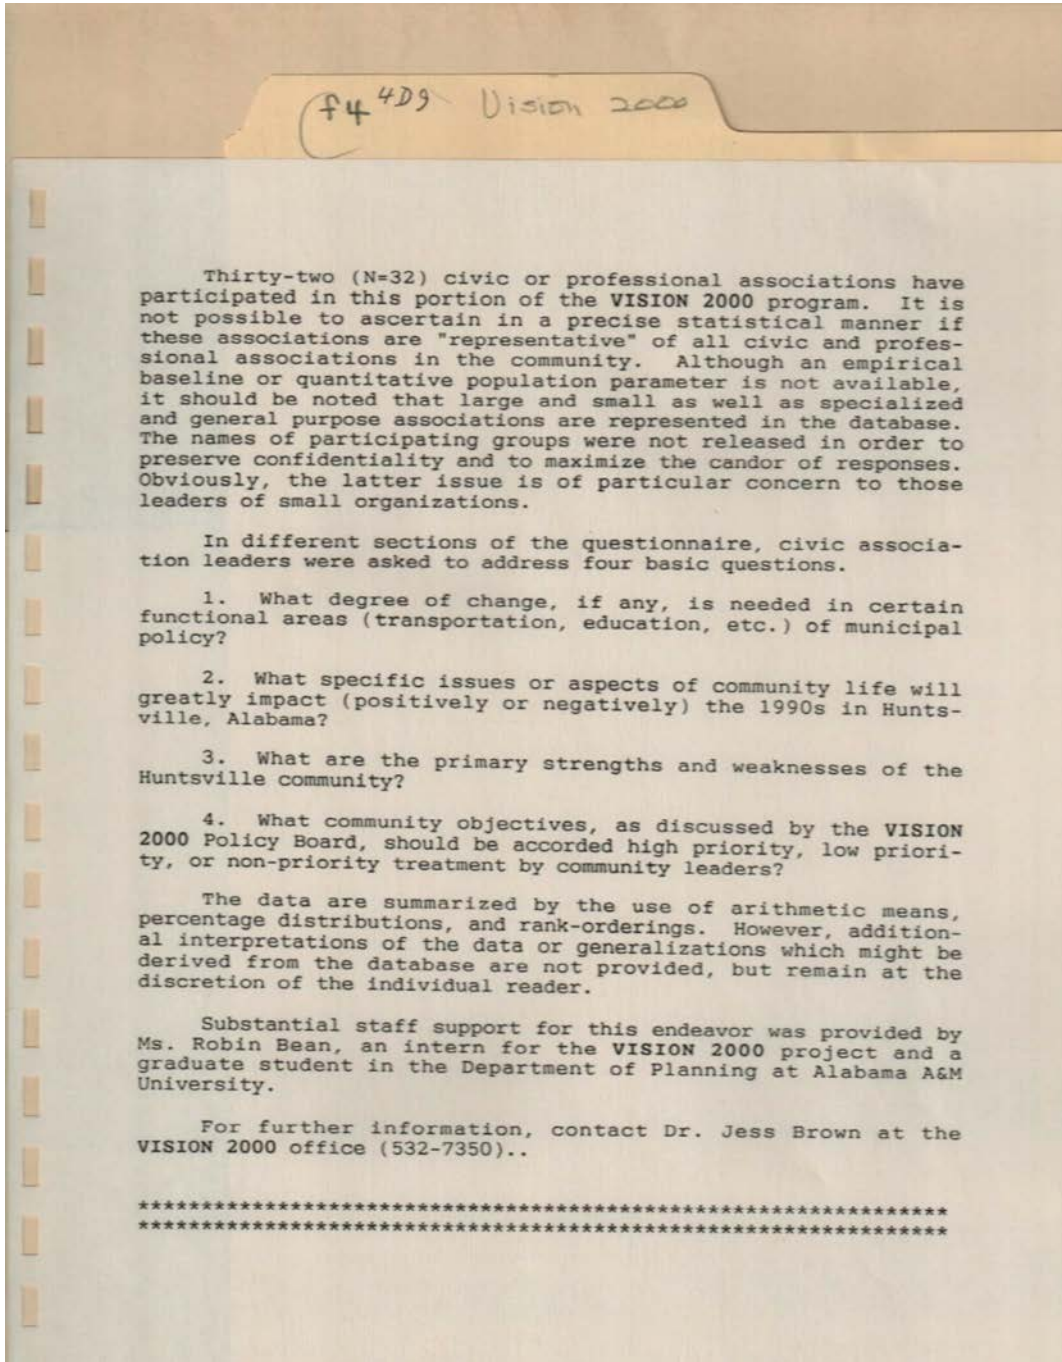 f4 4D9 Vision 2000
Thirty-two (N=32) civic or professional associations have
participated in this portion of the VISION 2000 program. It is
not possible to ascertain in a precise statistical manner if
these associations are "representative" of all civic and profes-
sional associations in the community. Although an empirical
baseline or quantitative population parameter is not available,
it should be noted that large and small as well as specialized
and general purpose associations are represented in the database.
The names of participating groups were not released in order to
preserve confidentiality and to maximize the candor of responses.
Obviously, the latter issue is of particular concern to those
leaders of small organizations.
In different sections of the questionnaire, civic associa-
tion leaders were asked to address four basic questions.
1. What degree of change, if any, is needed in certain
functional areas (transportation, education, etc.) of municipal
policy?
2. What specific issues or aspects of community life will
greatly impact (positively or negatively) the 1990s in Hunts-
ville, Alabama?
3. What are the primary strengths and weaknesses of the
Huntsville community?
4. What community objectives, as discussed by the VISION
2000 Policy Board, should be accorded high priority, low priori-
ty, or non-priority treatment by community leaders?
The data are summarized by the use of arithmetic means,
percentage distributions, and rank-orderings. However, addition-
al interpretations of the data or generalizations which might be
derived from the database are not provided, but remain at the
discretion of the individual reader.
Substantial staff support for this endeavor was provided by
Ms. Robin Bean, an intern for the VISION 2000 project and a
graduate student in the Department of Planning at Alabama A&M
University.
For further information, contact Dr. Jess Brown at the
VISION 2000 office (532-7350)..
*****************************************************************
*****************************************************************